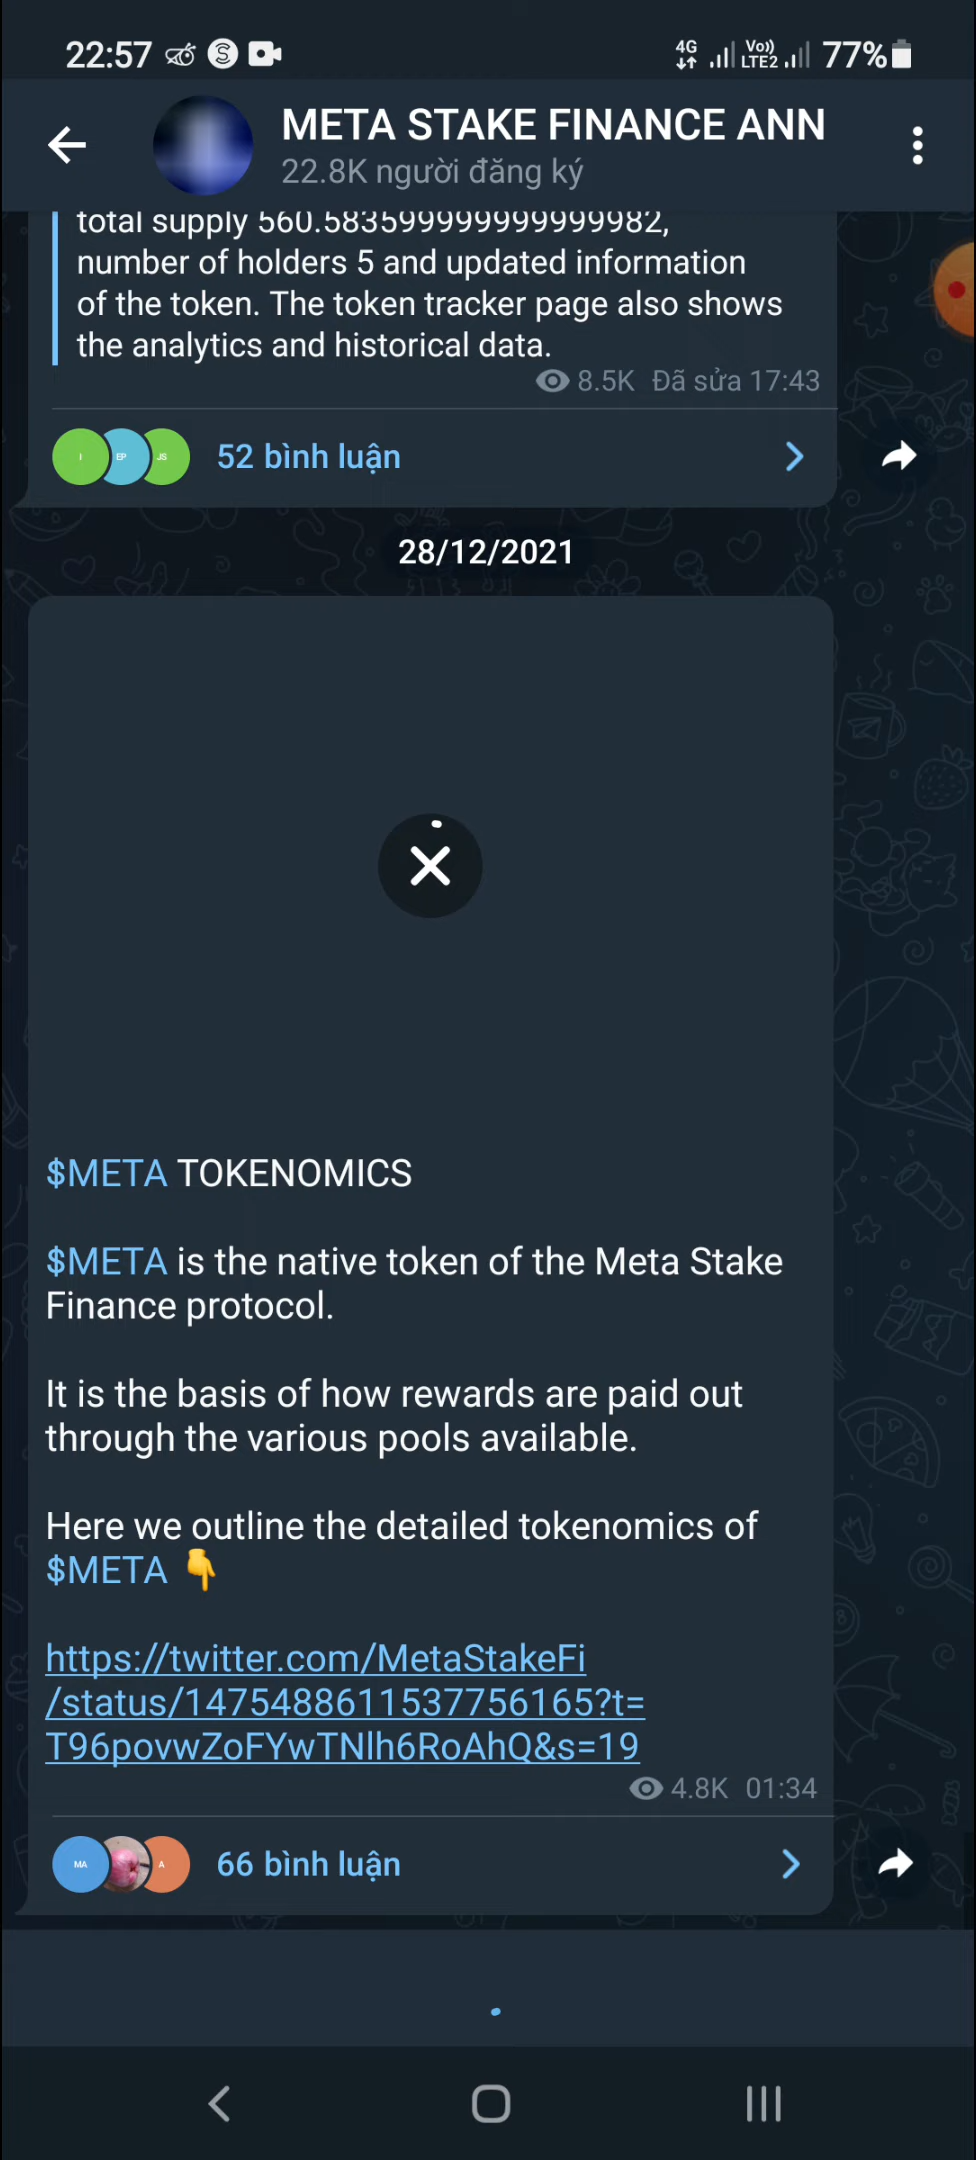 22:57
4G
Vo))
LTE2
77%
META STAKE FINANCE ANN
22.8K người đăng ký
total supply 560.583599999999999982,
number of holders 5 and updated information
of the token. The token tracker page also shows
the analytics and historical data.
8.5K Đã sửa 17:43
I
EP
JS
52 bình luận
28/12/2021
$META TOKENOMICS
$META is the native token of the Meta Stake
Finance protocol.
It is the basis of how rewards are paid out
through the various pools available.
Here we outline the detailed tokenomics of
$META 👇
https://twitter.com/MetaStakeFi
/status/1475488611537756165?t=
T96povwZoFYwTNlh6RoAhQ&s=19
4.8K 01:34
MA
A
66 bình luận